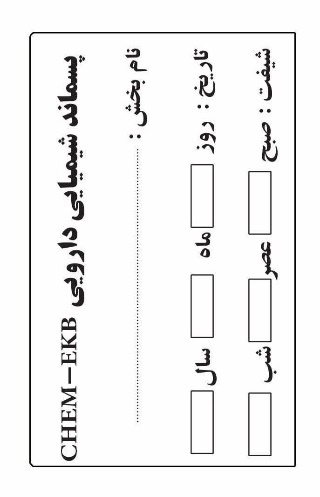 پسماند شیمیایی دارویی CHEM-EKB
نام بخش : ........................................
تاریخ : روز ماه سال
شیفت : صبح عصر شب